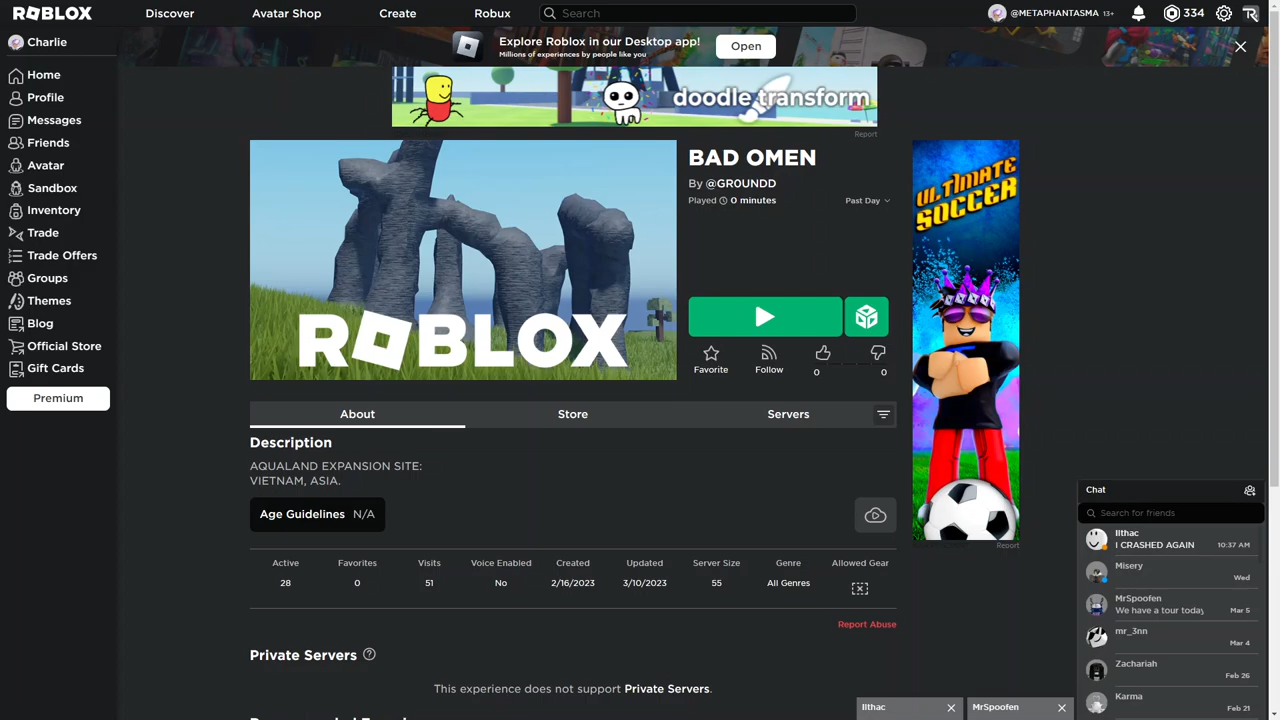 ROBLOX
Discover
Avatar Shop
Create
Robux
Search
@METAPHANTASMA 13+
334
Charlie
Explore Roblox in our Desktop app!
Millions of experiences by people like you
Open
Home
Profile
Messages
Friends
Avatar
Sandbox
Inventory
Trade
Trade Offers
Groups
Themes
Blog
Official Store
Gift Cards
Premium
doodle transform
Report
ROBLOX
BAD OMEN
By @GR0UNDD
Played 0 minutes
Past Day
Favorite
Follow
0
0
ULTIMATE
SOCCER
Report
About
Store
Servers
Description
AQUALAND EXPANSION SITE:
VIETNAM, ASIA.
Age Guidelines N/A
Active Favorites Visits Voice Enabled Created Updated Server Size Genre Allowed Gear
28 0 51 No 2/16/2023 3/10/2023 55 All Genres
Report Abuse
Private Servers
This experience does not support Private Servers.
Chat
Search for friends
I CRASHED AGAIN 10:37 AM
Misery
Wed
MrSpoofen
We have a tour today Mar 5
mr_3nn
Mar 4
Zachariah
Feb 26
Karma
Feb 21
MrSpoofen